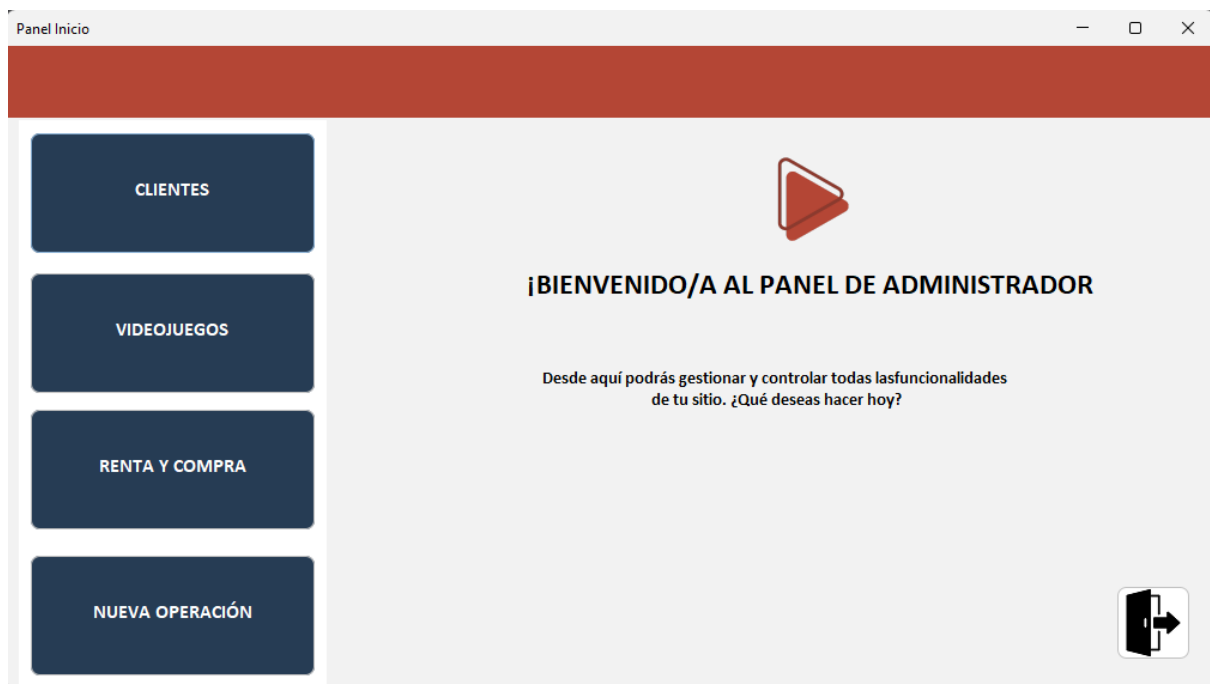 Panel Inicio
CLIENTES
VIDEOJUEGOS
RENTA Y COMPRA
NUEVA OPERACIÓN
¡BIENVENIDO/A AL PANEL DE ADMINISTRADOR
Desde aquí podrás gestionar y controlar todas lasfuncionalidades
de tu sitio. ¿Qué deseas hacer hoy?